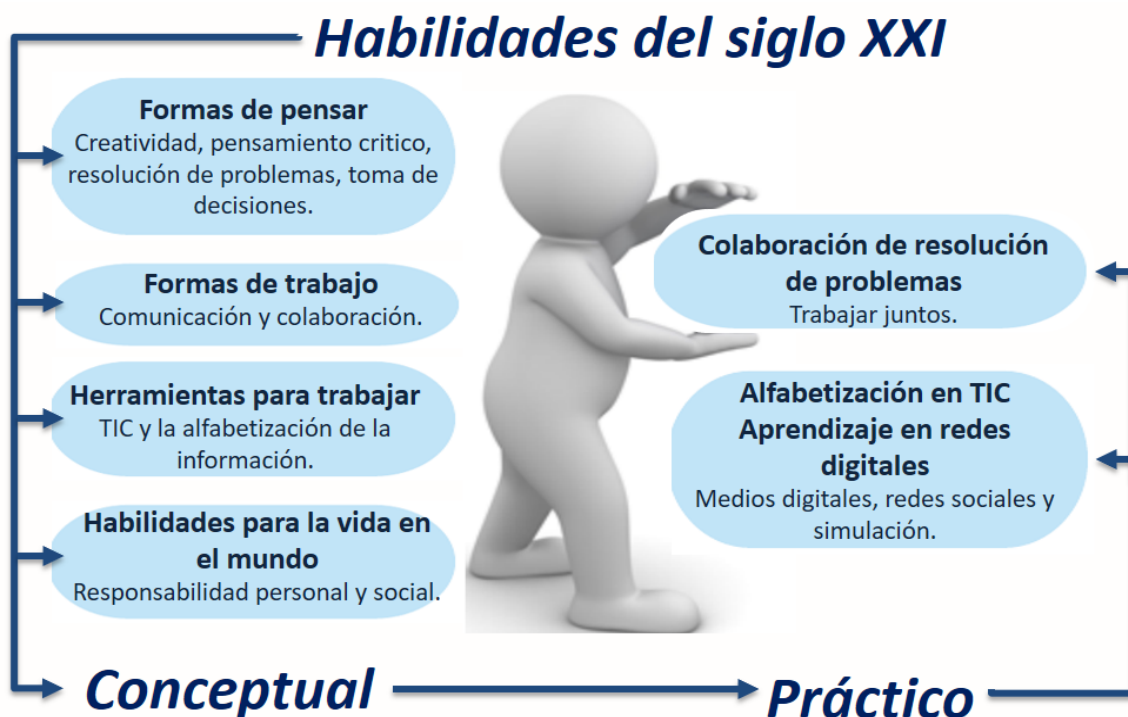 Habilidades del siglo XXI
Formas de pensar
Creatividad, pensamiento critico,
resolución de problemas, toma de
decisiones.
Formas de trabajo
Comunicación y colaboración.
Herramientas para trabajar
TIC y la alfabetización de la
información.
Habilidades para la vida en
el mundo
Responsabilidad personal y social.
Colaboración de resolución
de problemas
Trabajar juntos.
Alfabetización en TIC
Aprendizaje en redes
digitales
Medios digitales, redes sociales y
simulación.
Conceptual
Práctico